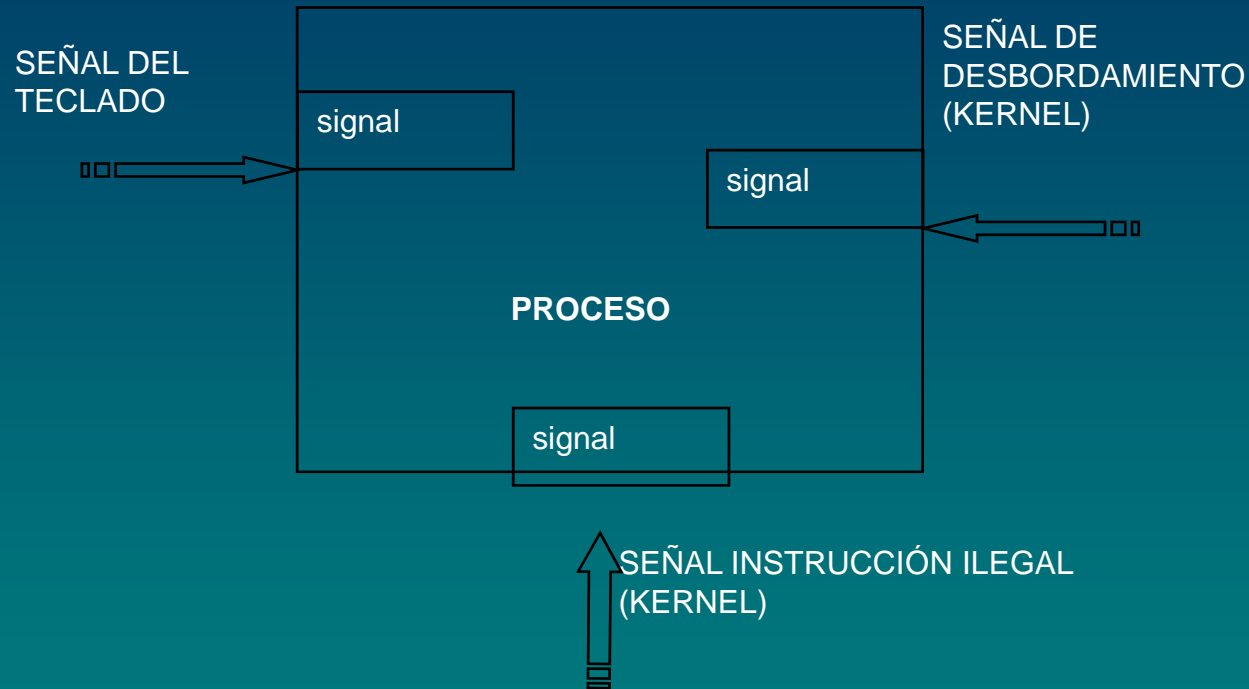 SEÑAL DEL
TECLADO
signal
SEÑAL DE
DESBORDAMIENTO
(KERNEL)
signal
PROCESO
signal
SEÑAL INSTRUCCIÓN ILEGAL
(KERNEL)